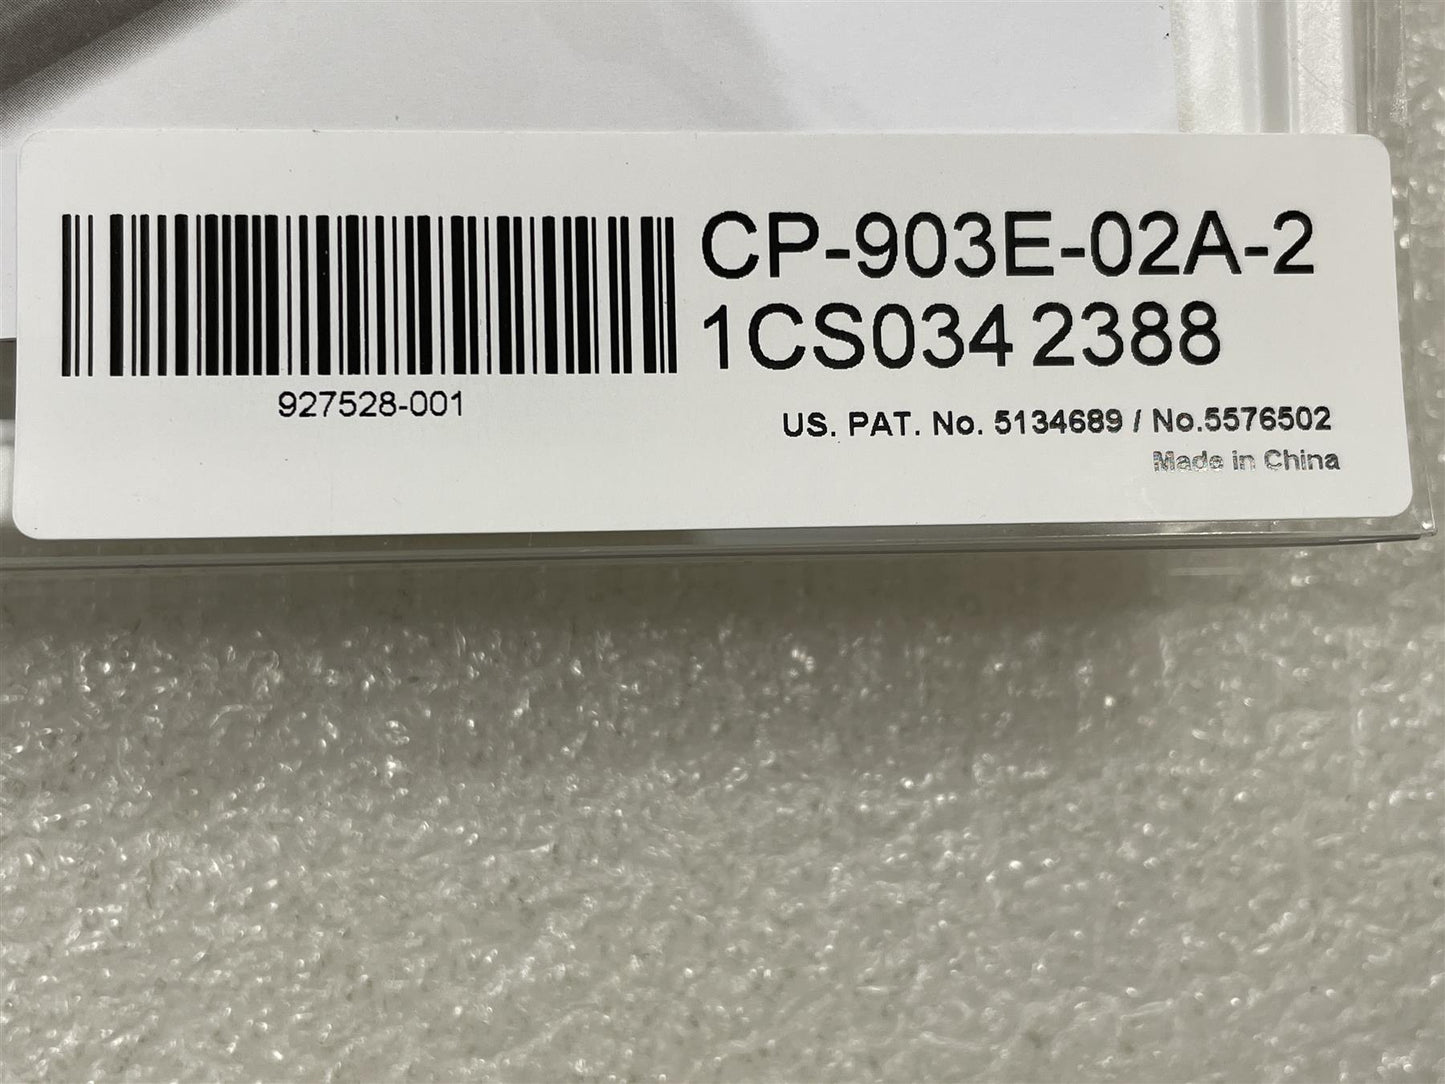 CP-903E-02A-2
1CS034 2388
927528-001
US. PAT. No. 5134689 / No.5576502
Made in China